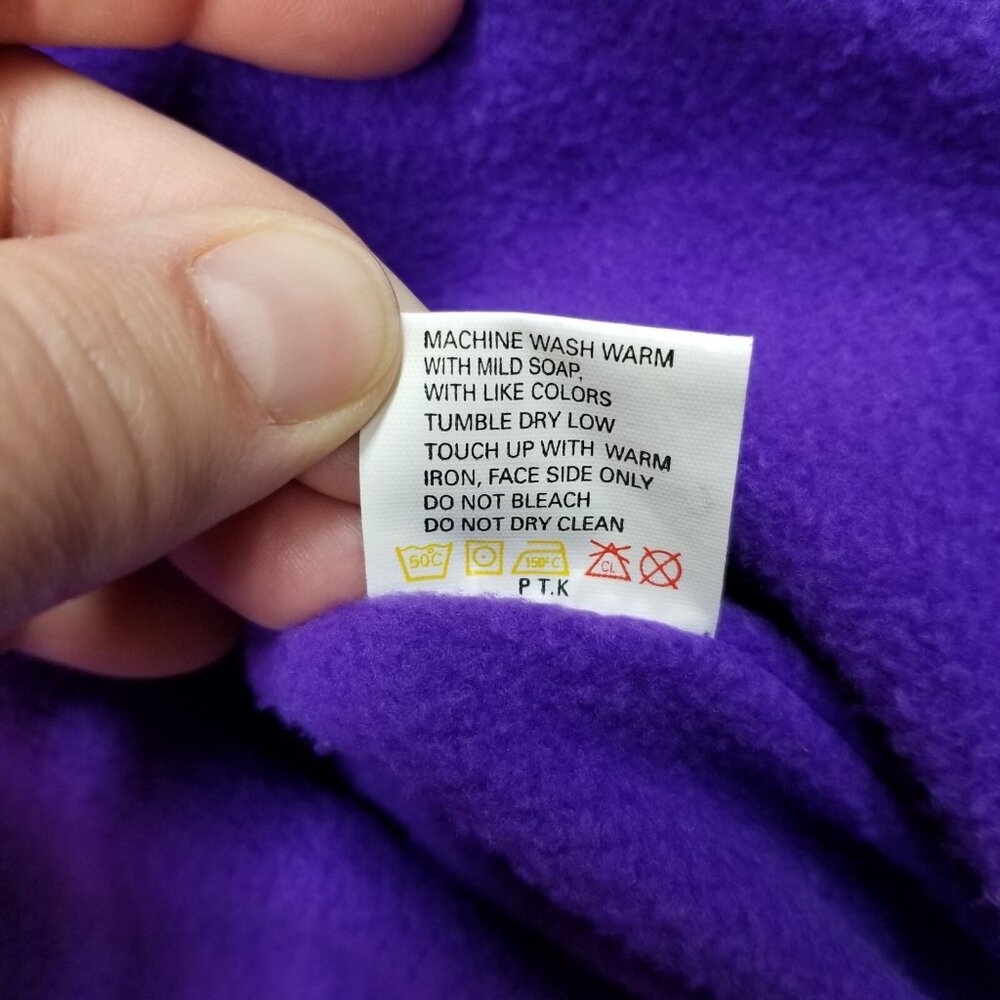 MACHINE WASH WARM
WITH MILD SOAP,
WITH LIKE COLORS
TUMBLE DRY LOW
TOUCH UP WITH WARM
IRON, FACE SIDE ONLY
DO NOT BLEACH
DO NOT DRY CLEAN
60C 150°C CL
P T.K